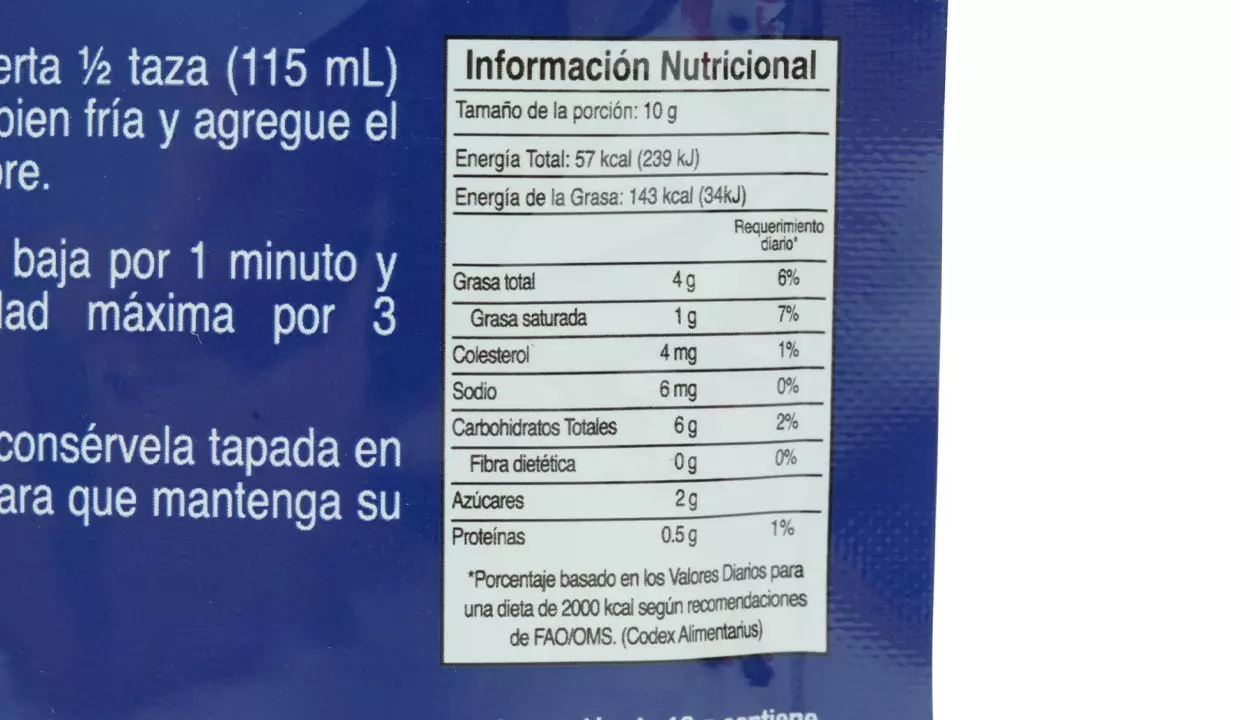 erta ½ taza (115 mL)
bien fría y agregue el
re.
baja por 1 minuto y
dad máxima por 3
consérvela tapada en
ara que mantenga su
Información Nutricional
Tamaño de la porción: 10 g
Energía Total: 57 kcal (239 kJ)
Energía de la Grasa: 143 kcal (34kJ)
Requerimiento
diario*
Grasa total 4 g 6%
Grasa saturada 1 g 7%
Colesterol 4 mg 1%
Sodio 6 mg 0%
Carbohidratos Totales 6 g 2%
Fibra dietética 0 g 0%
Azúcares 2 g
Proteínas 0.5 g 1%
*Porcentaje basado en los Valores Diarios para
una dieta de 2000 kcal según recomendaciones
de FAO/OMS. (Codex Alimentarius)